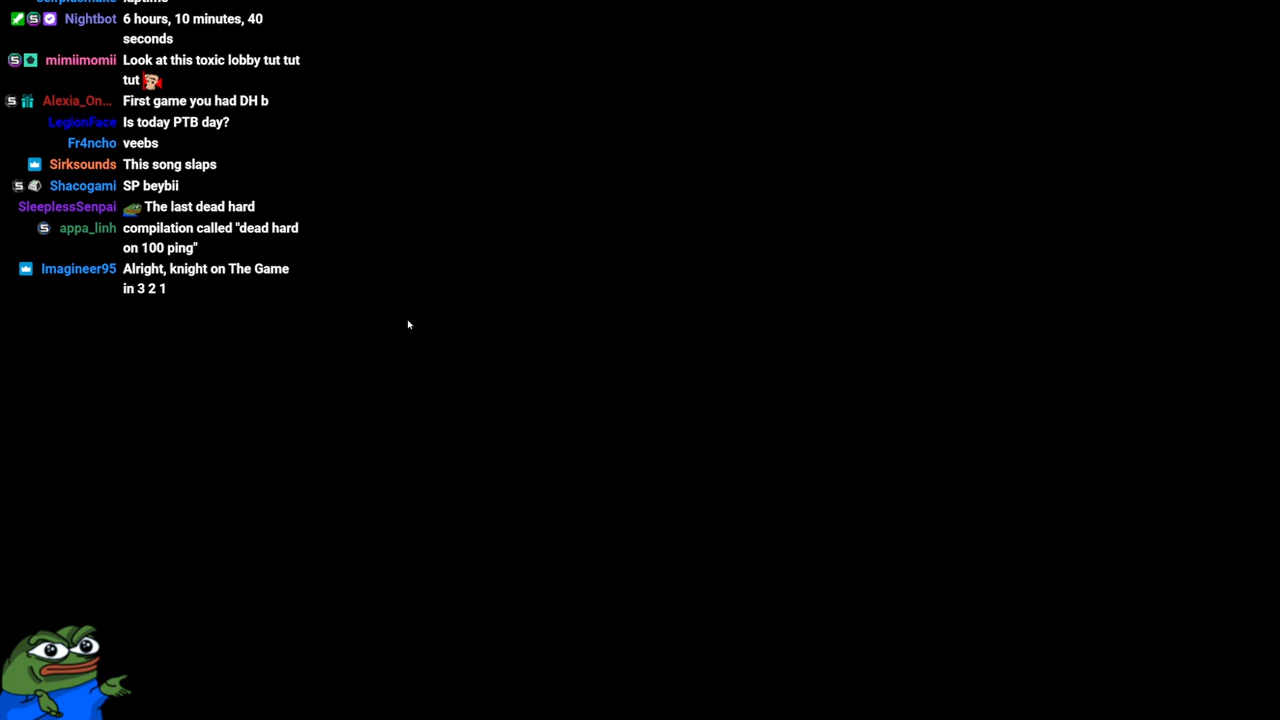 Nightbot 6 hours, 10 minutes, 40
seconds
mimiimomii Look at this toxic lobby tut tut
tut
Alexia_On... First game you had DH b
LegionFace Is today PTB day?
Fr4ncho veebs
Sirksounds This song slaps
Shacogami SP beybii
SleeplessSenpai The last dead hard
appa_linh compilation called "dead hard
on 100 ping"
Imagineer95 Alright, knight on The Game
in 3 2 1